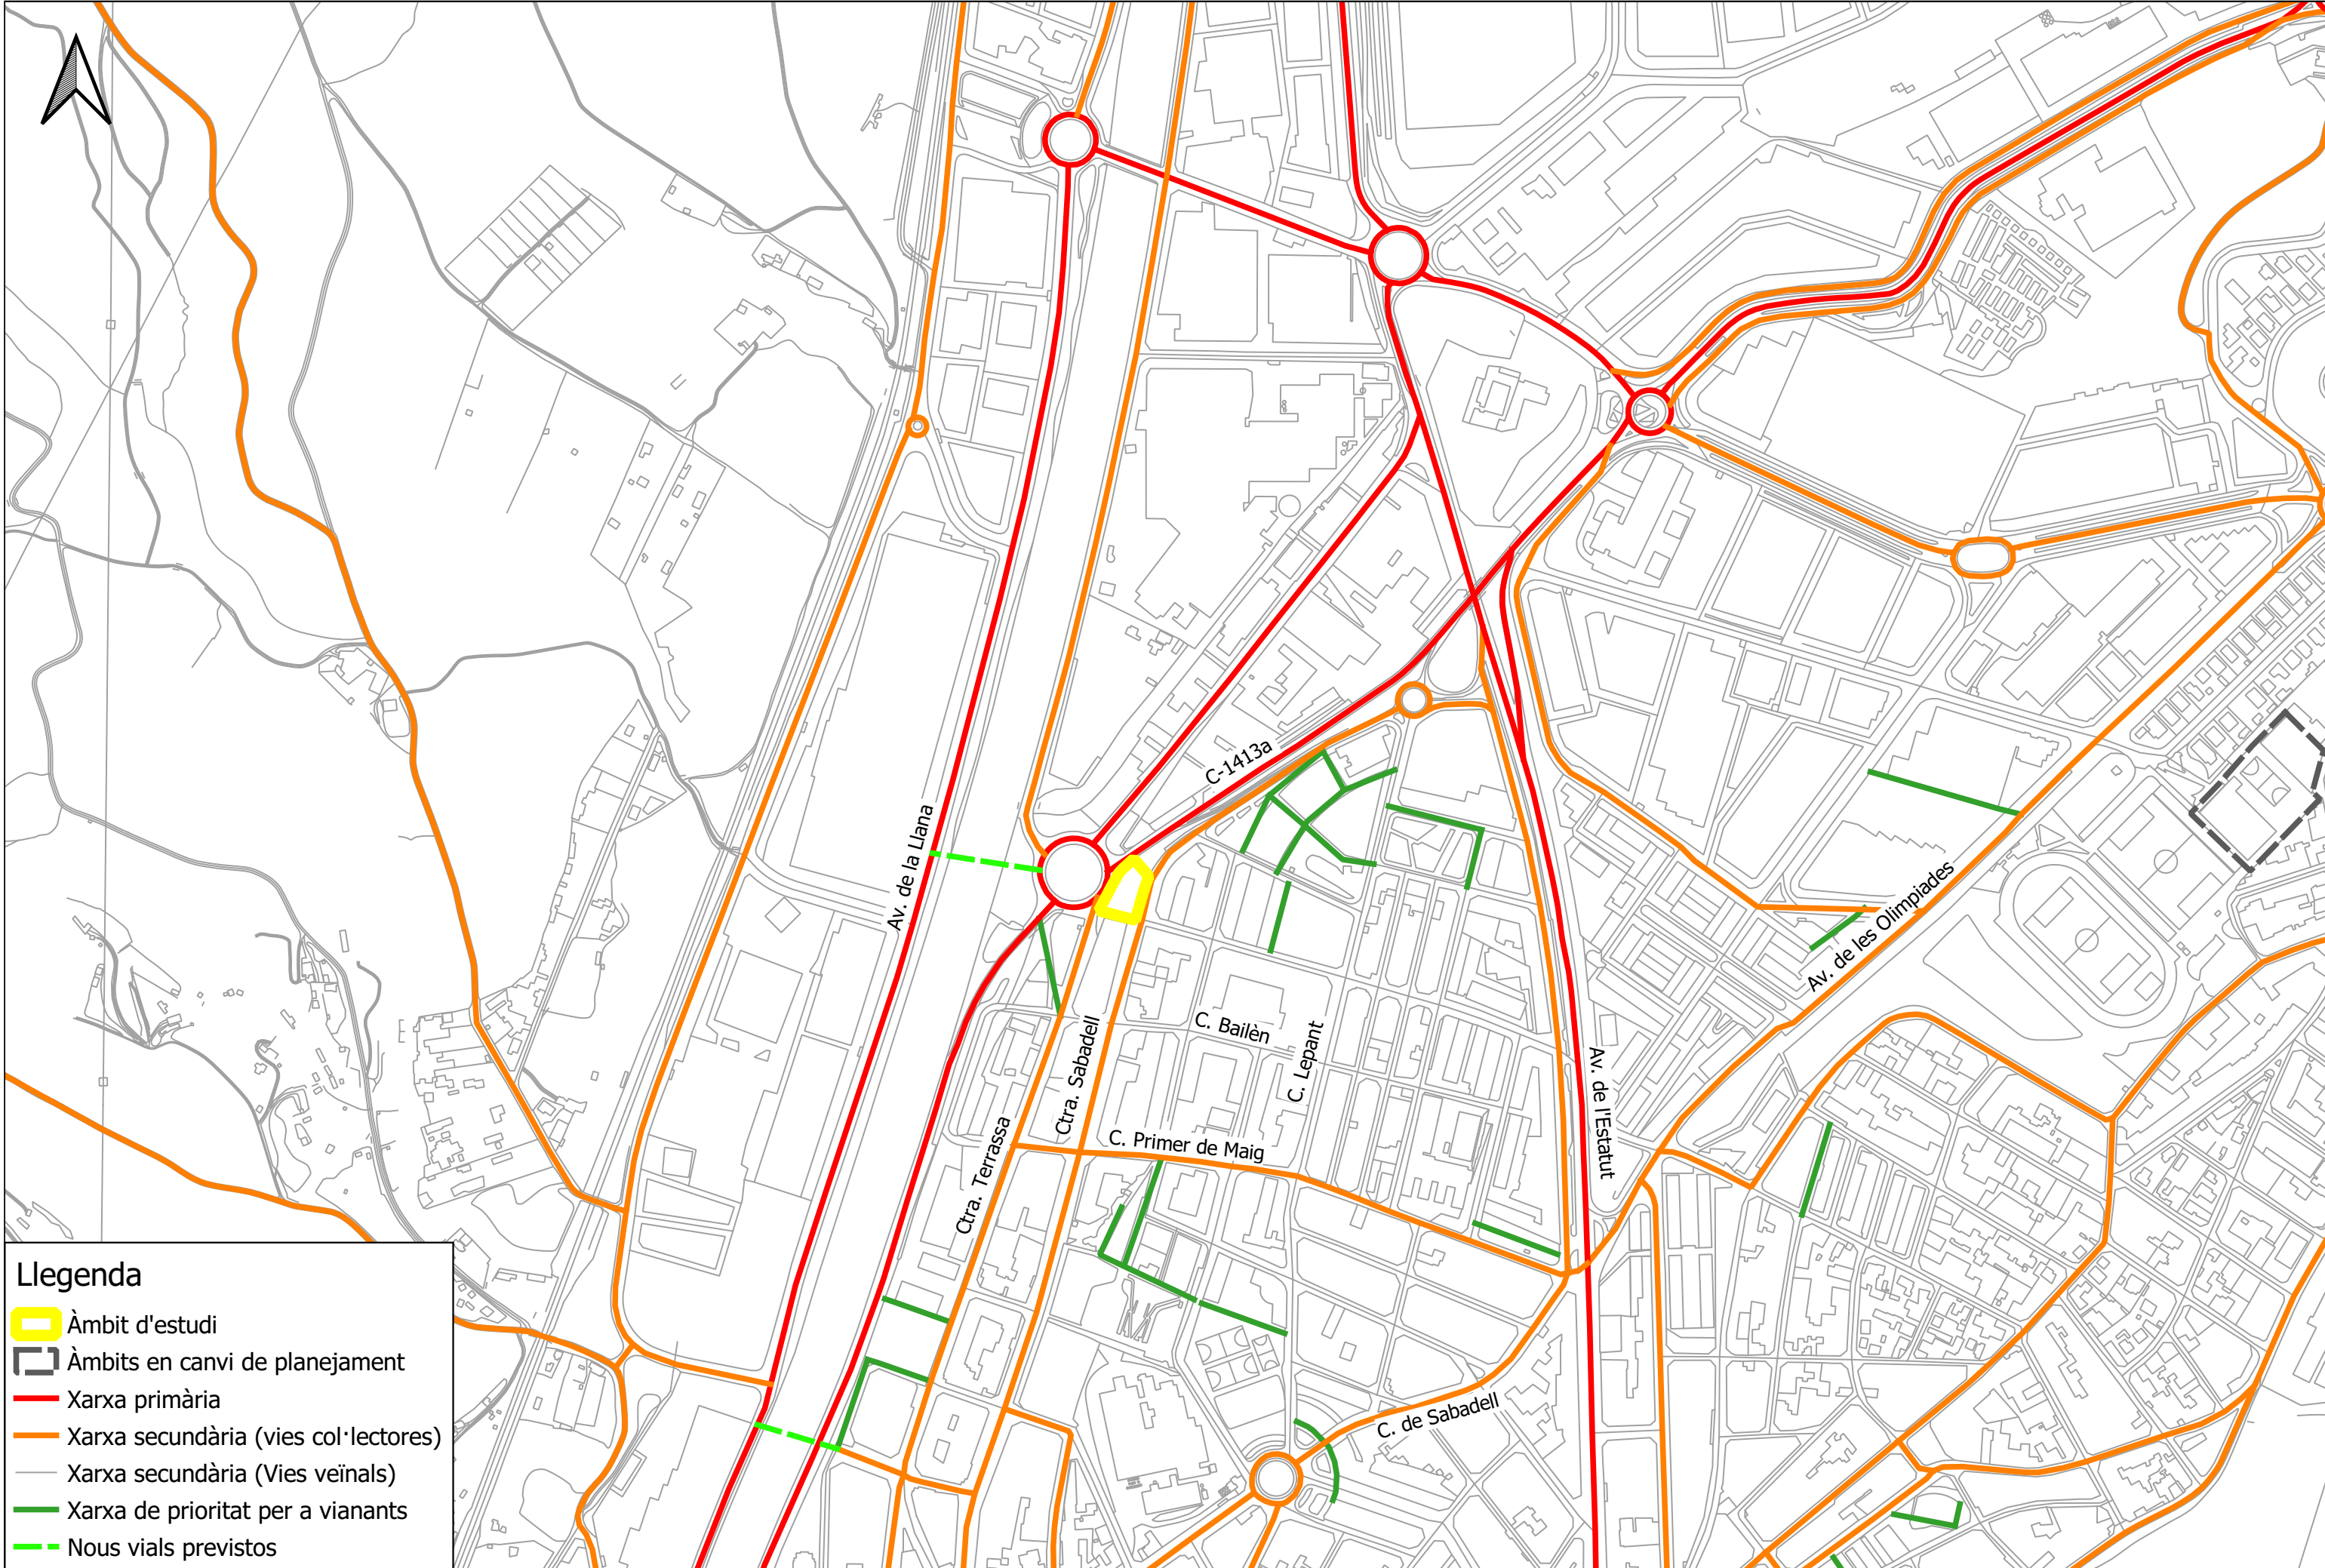 C-1413a
Av. de la Llana
Av. de les Olimpiades
C. Bailèn
C. Lepant
Ctra. Sabadell
Av. de l'Estatut
C. Primer de Maig
Ctra. Terrassa
C. de Sabadell
Llegenda
Àmbit d'estudi
Àmbits en canvi de planejament
Xarxa primària
Xarxa secundària (vies col·lectores)
Xarxa secundària (Vies veïnals)
Xarxa de prioritat per a vianants
Nous vials previstos